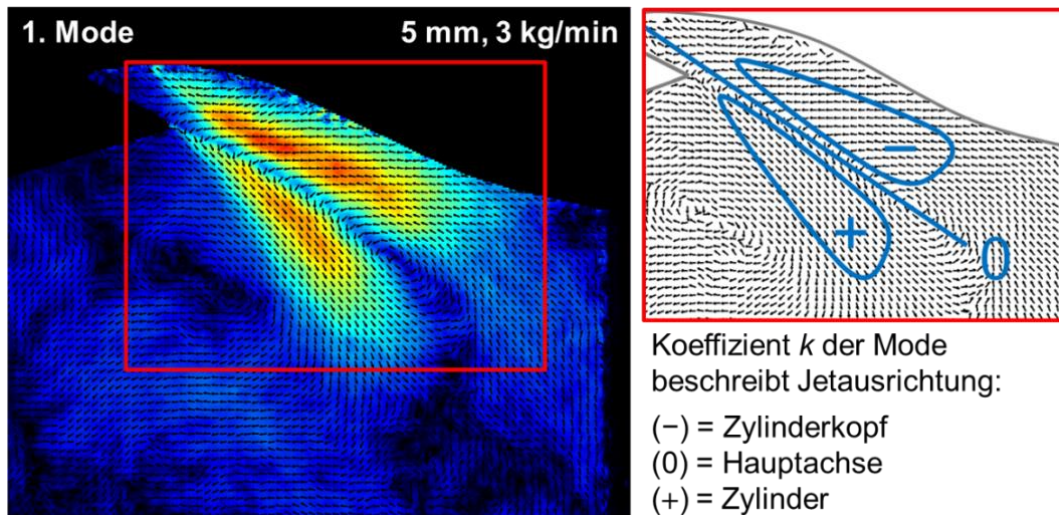 1. Mode 5 mm, 3 kg/min
−
+
0
Koeffizient k der Mode
beschreibt Jetausrichtung:
(−) = Zylinderkopf
(0) = Hauptachse
(+) = Zylinder